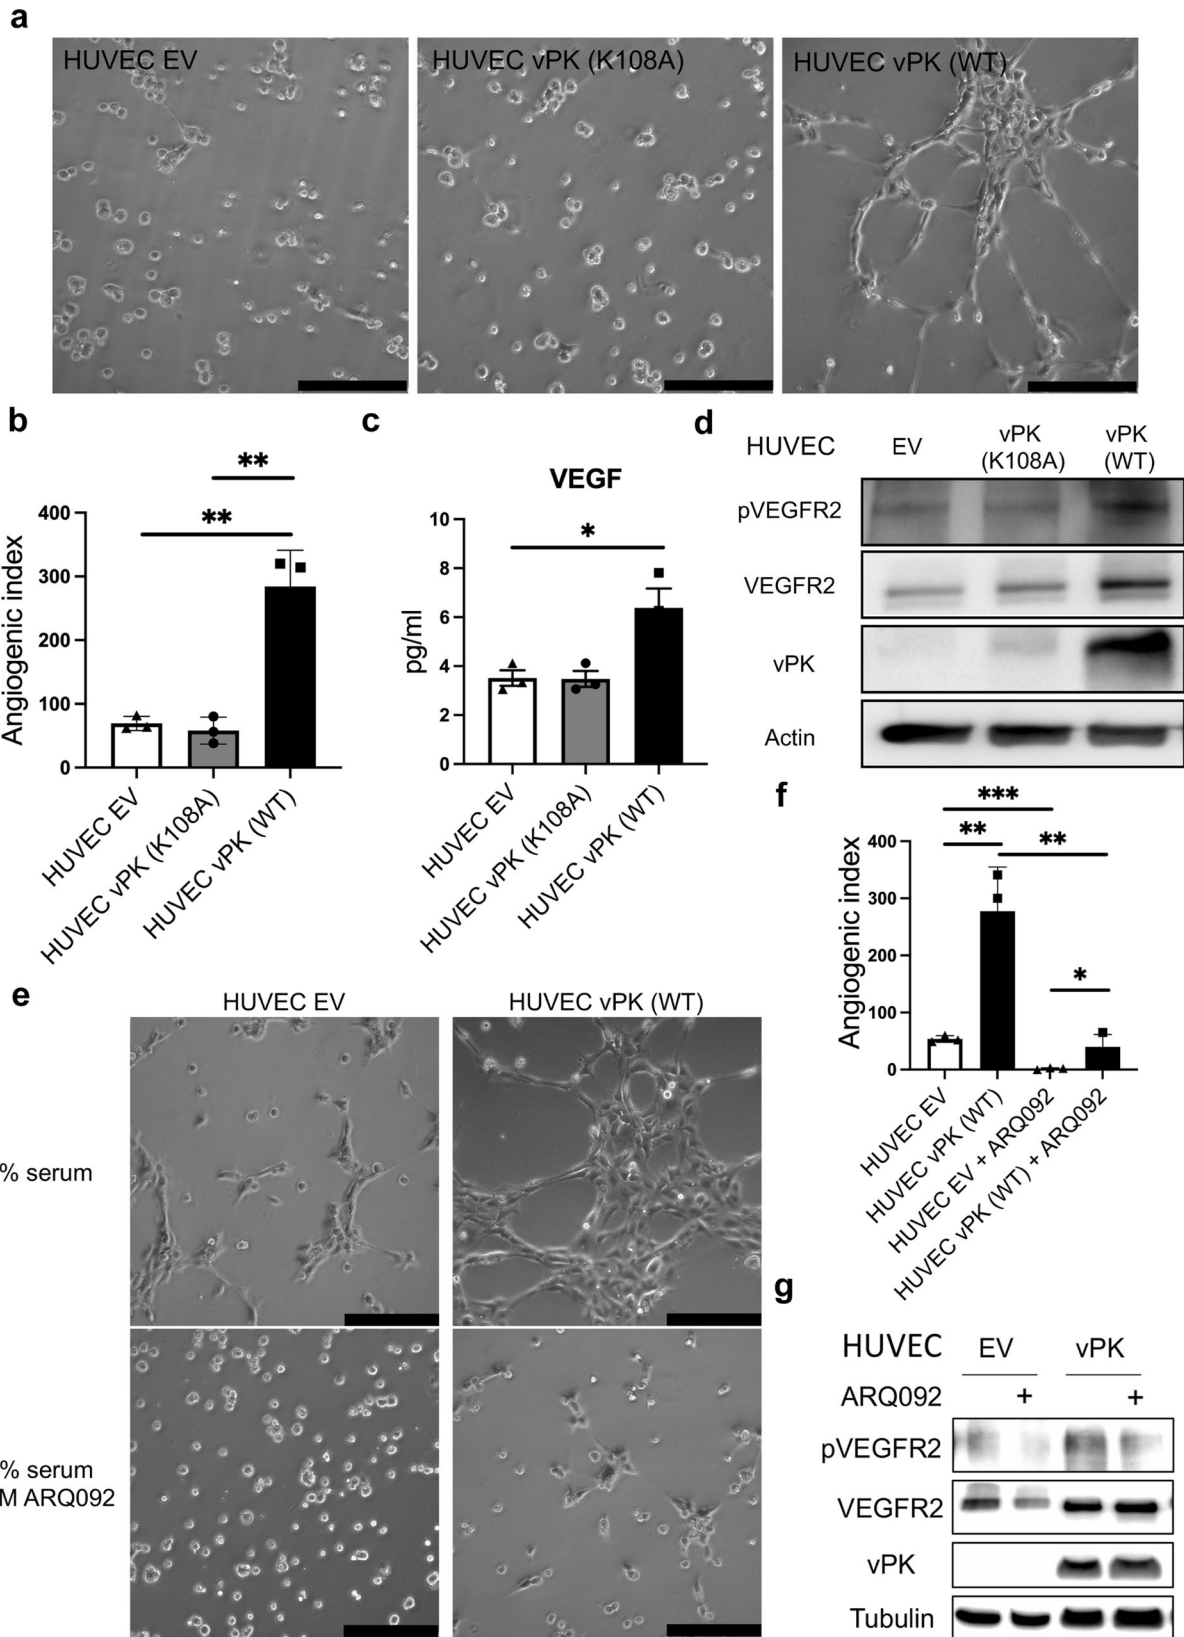 a
HUVEC EV
HUVEC vPK (K108A)
HUVEC vPK (WT)
b
**
**
Angiogenic index
400
300
200
100
0
HUVEC EV
HUVEC vPK (K108A)
HUVEC vPK (WT)
c
VEGF
*
pg/ml
10
8
6
4
2
0
HUVEC EV
HUVEC vPK (K108A)
HUVEC vPK (WT)
d
HUVEC
EV
vPK
(K108A)
vPK
(WT)
pVEGFR2
VEGFR2
vPK
Actin
e
HUVEC EV
HUVEC vPK (WT)
% serum
% serum
M ARQ092
f
***
**
**
*
Angiogenic index
400
300
200
100
0
HUVEC EV
HUVEC vPK (WT)
HUVEC EV + ARQ092
HUVEC vPK (WT) + ARQ092
g
HUVEC
EV
vPK
ARQ092
+
+
pVEGFR2
VEGFR2
vPK
Tubulin